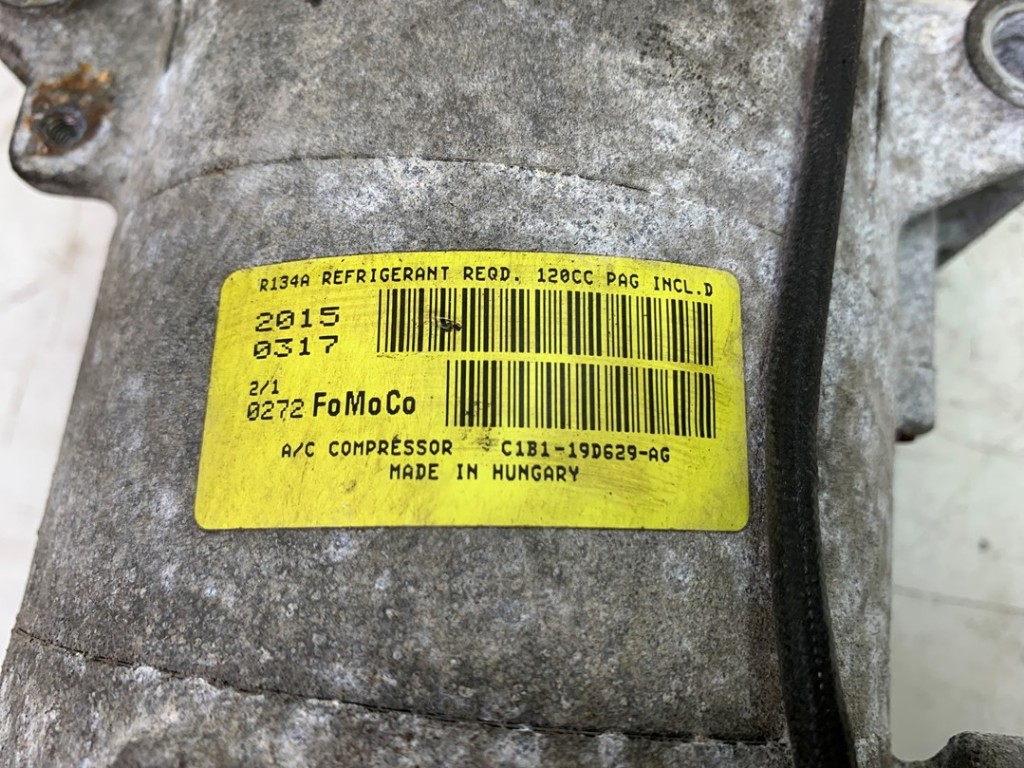 R134A REFRIGERANT REQD. 120CC PAG INCL.D
2015
0317
2/1
0272 FoMoCo
A/C COMPRESSOR C1B1-19D629-AG
MADE IN HUNGARY